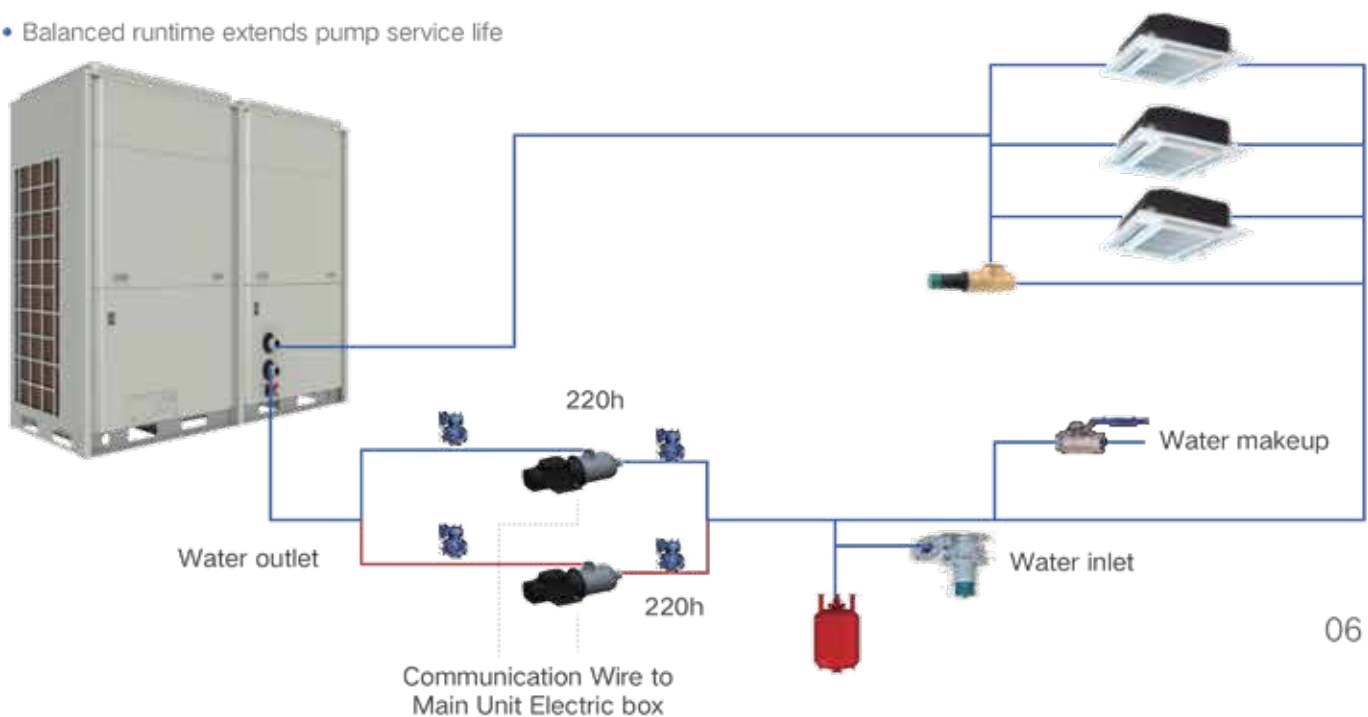 • Balanced runtime extends pump service life
220h
Water makeup
Water outlet
Water inlet
220h
06
Communication Wire to
Main Unit Electric box